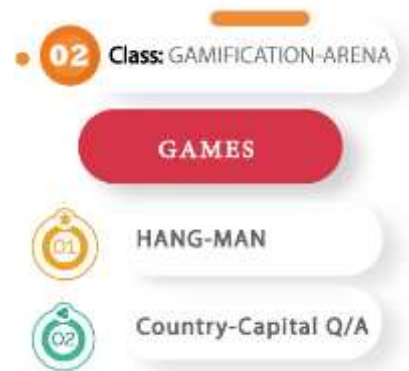 02 Class: GAMIFICATION-ARENA
GAMES
01 HANG-MAN
02 Country-Capital Q/A